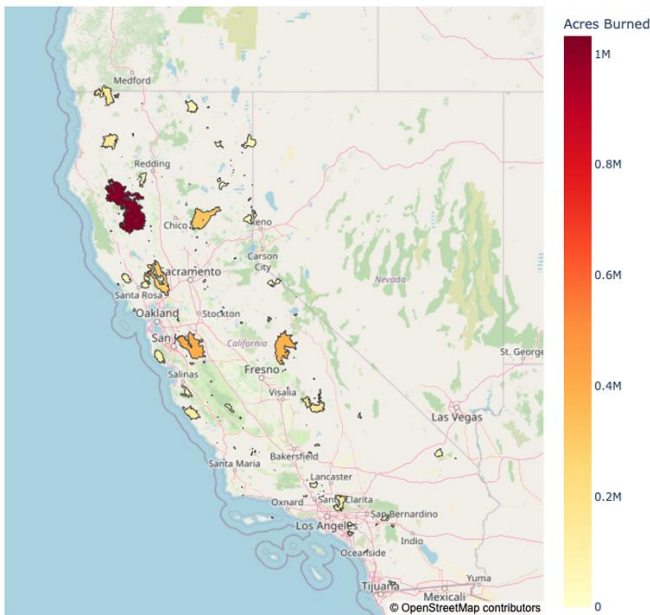 Acres Burned
1M
0.8M
0.6M
0.4M
0.2M
0
Medford
Redding
Chico
Reno
Carson
City
Sacramento
Nevada
Santa Rosa
Oakland
Stockton
San
California
St. George
Fresno
Salinas
Visalia
Las Vegas
Bakersfield
Santa Maria
Lancaster
Oxnard
Santa Clarita
San Bernardino
Los Angeles
Indio
Oceanside
Yuma
Tijuana
Mexicali
© OpenStreetMap contributors